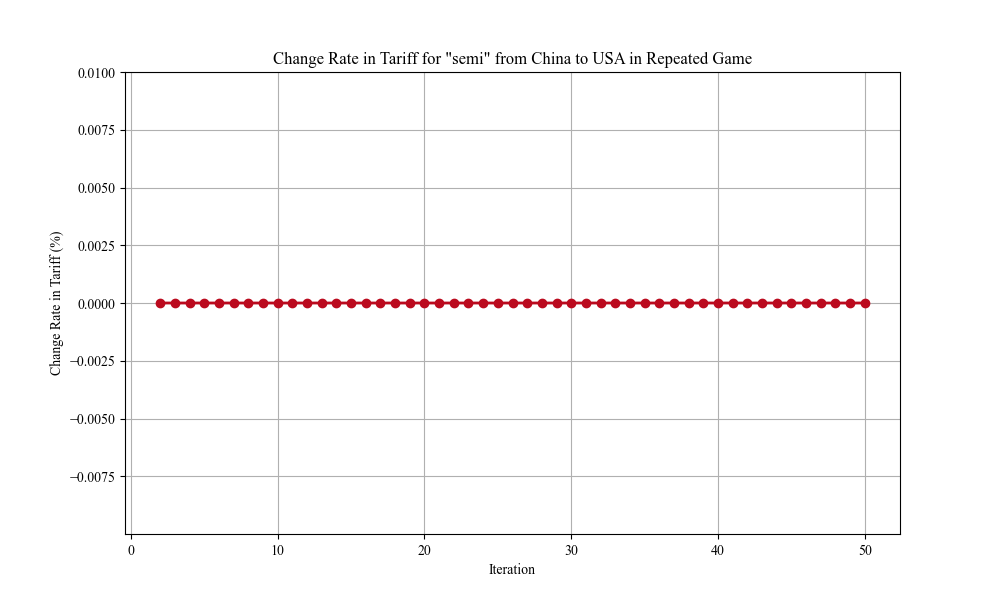 Change Rate in Tariff for "semi" from China to USA in Repeated Game
0.0100
0.0075
0.0050
0.0025
0.0000
−0.0025
−0.0050
−0.0075
Change Rate in Tariff (%)
0 10 20 30 40 50
Iteration